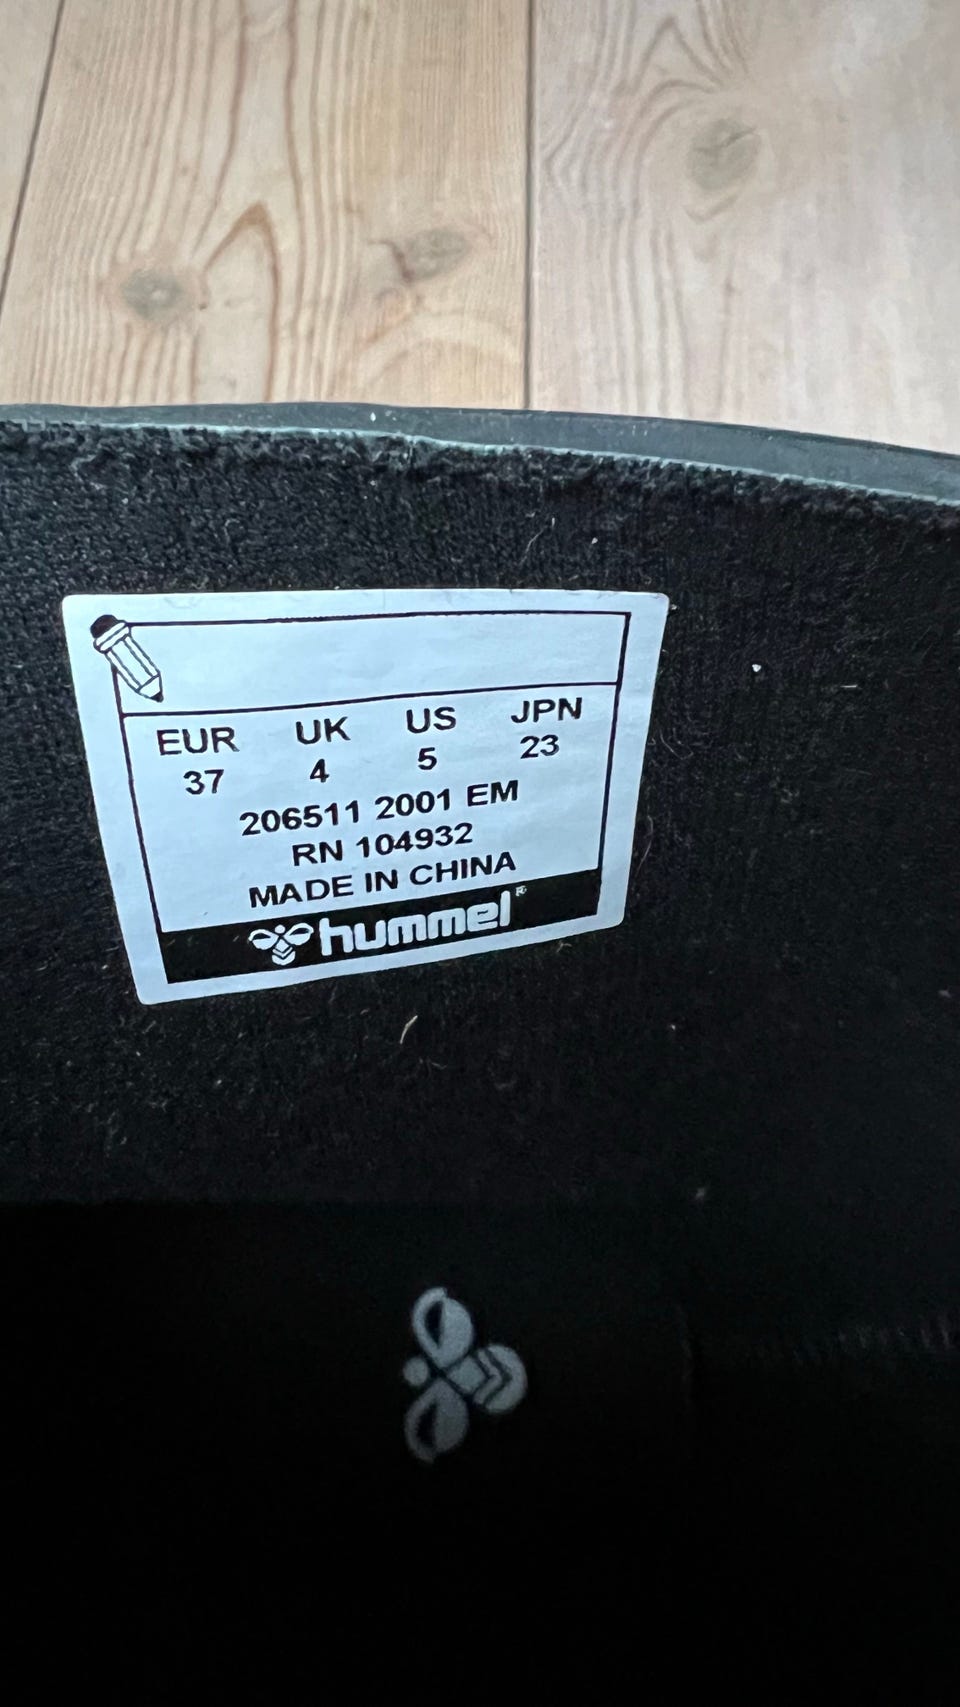 EUR UK US JPN
37 4 5 23
206511 2001 EM
RN 104932
MADE IN CHINA
hummel®